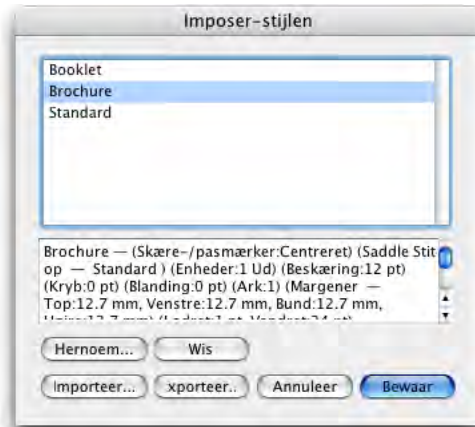 Imposer-stijlen
Booklet
Brochure
Standard
Brochure — (Skære-/pasmærker:Centreret) (Saddle Stit
op — Standard ) (Enheder:1 Ud) (Beskæring:12 pt)
(Kryb:0 pt) (Blanding:0 pt) (Ark:1) (Margener —
Top:12.7 mm, Venstre:12.7 mm, Bund:12.7 mm,
Hernoem... Wis
Importeer... xporteer.. Annuleer Bewaar